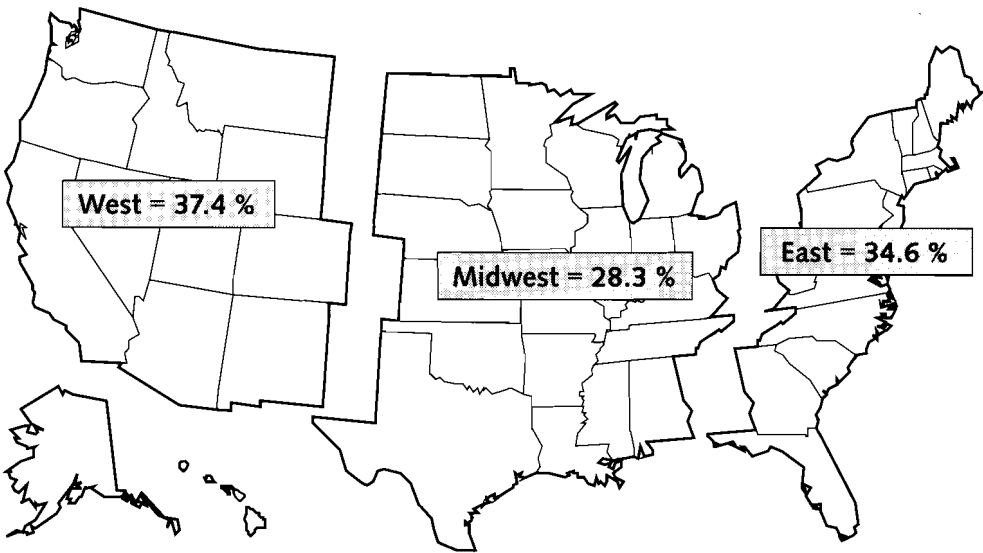 West = 37.4 %
Midwest = 28.3 %
East = 34.6 %